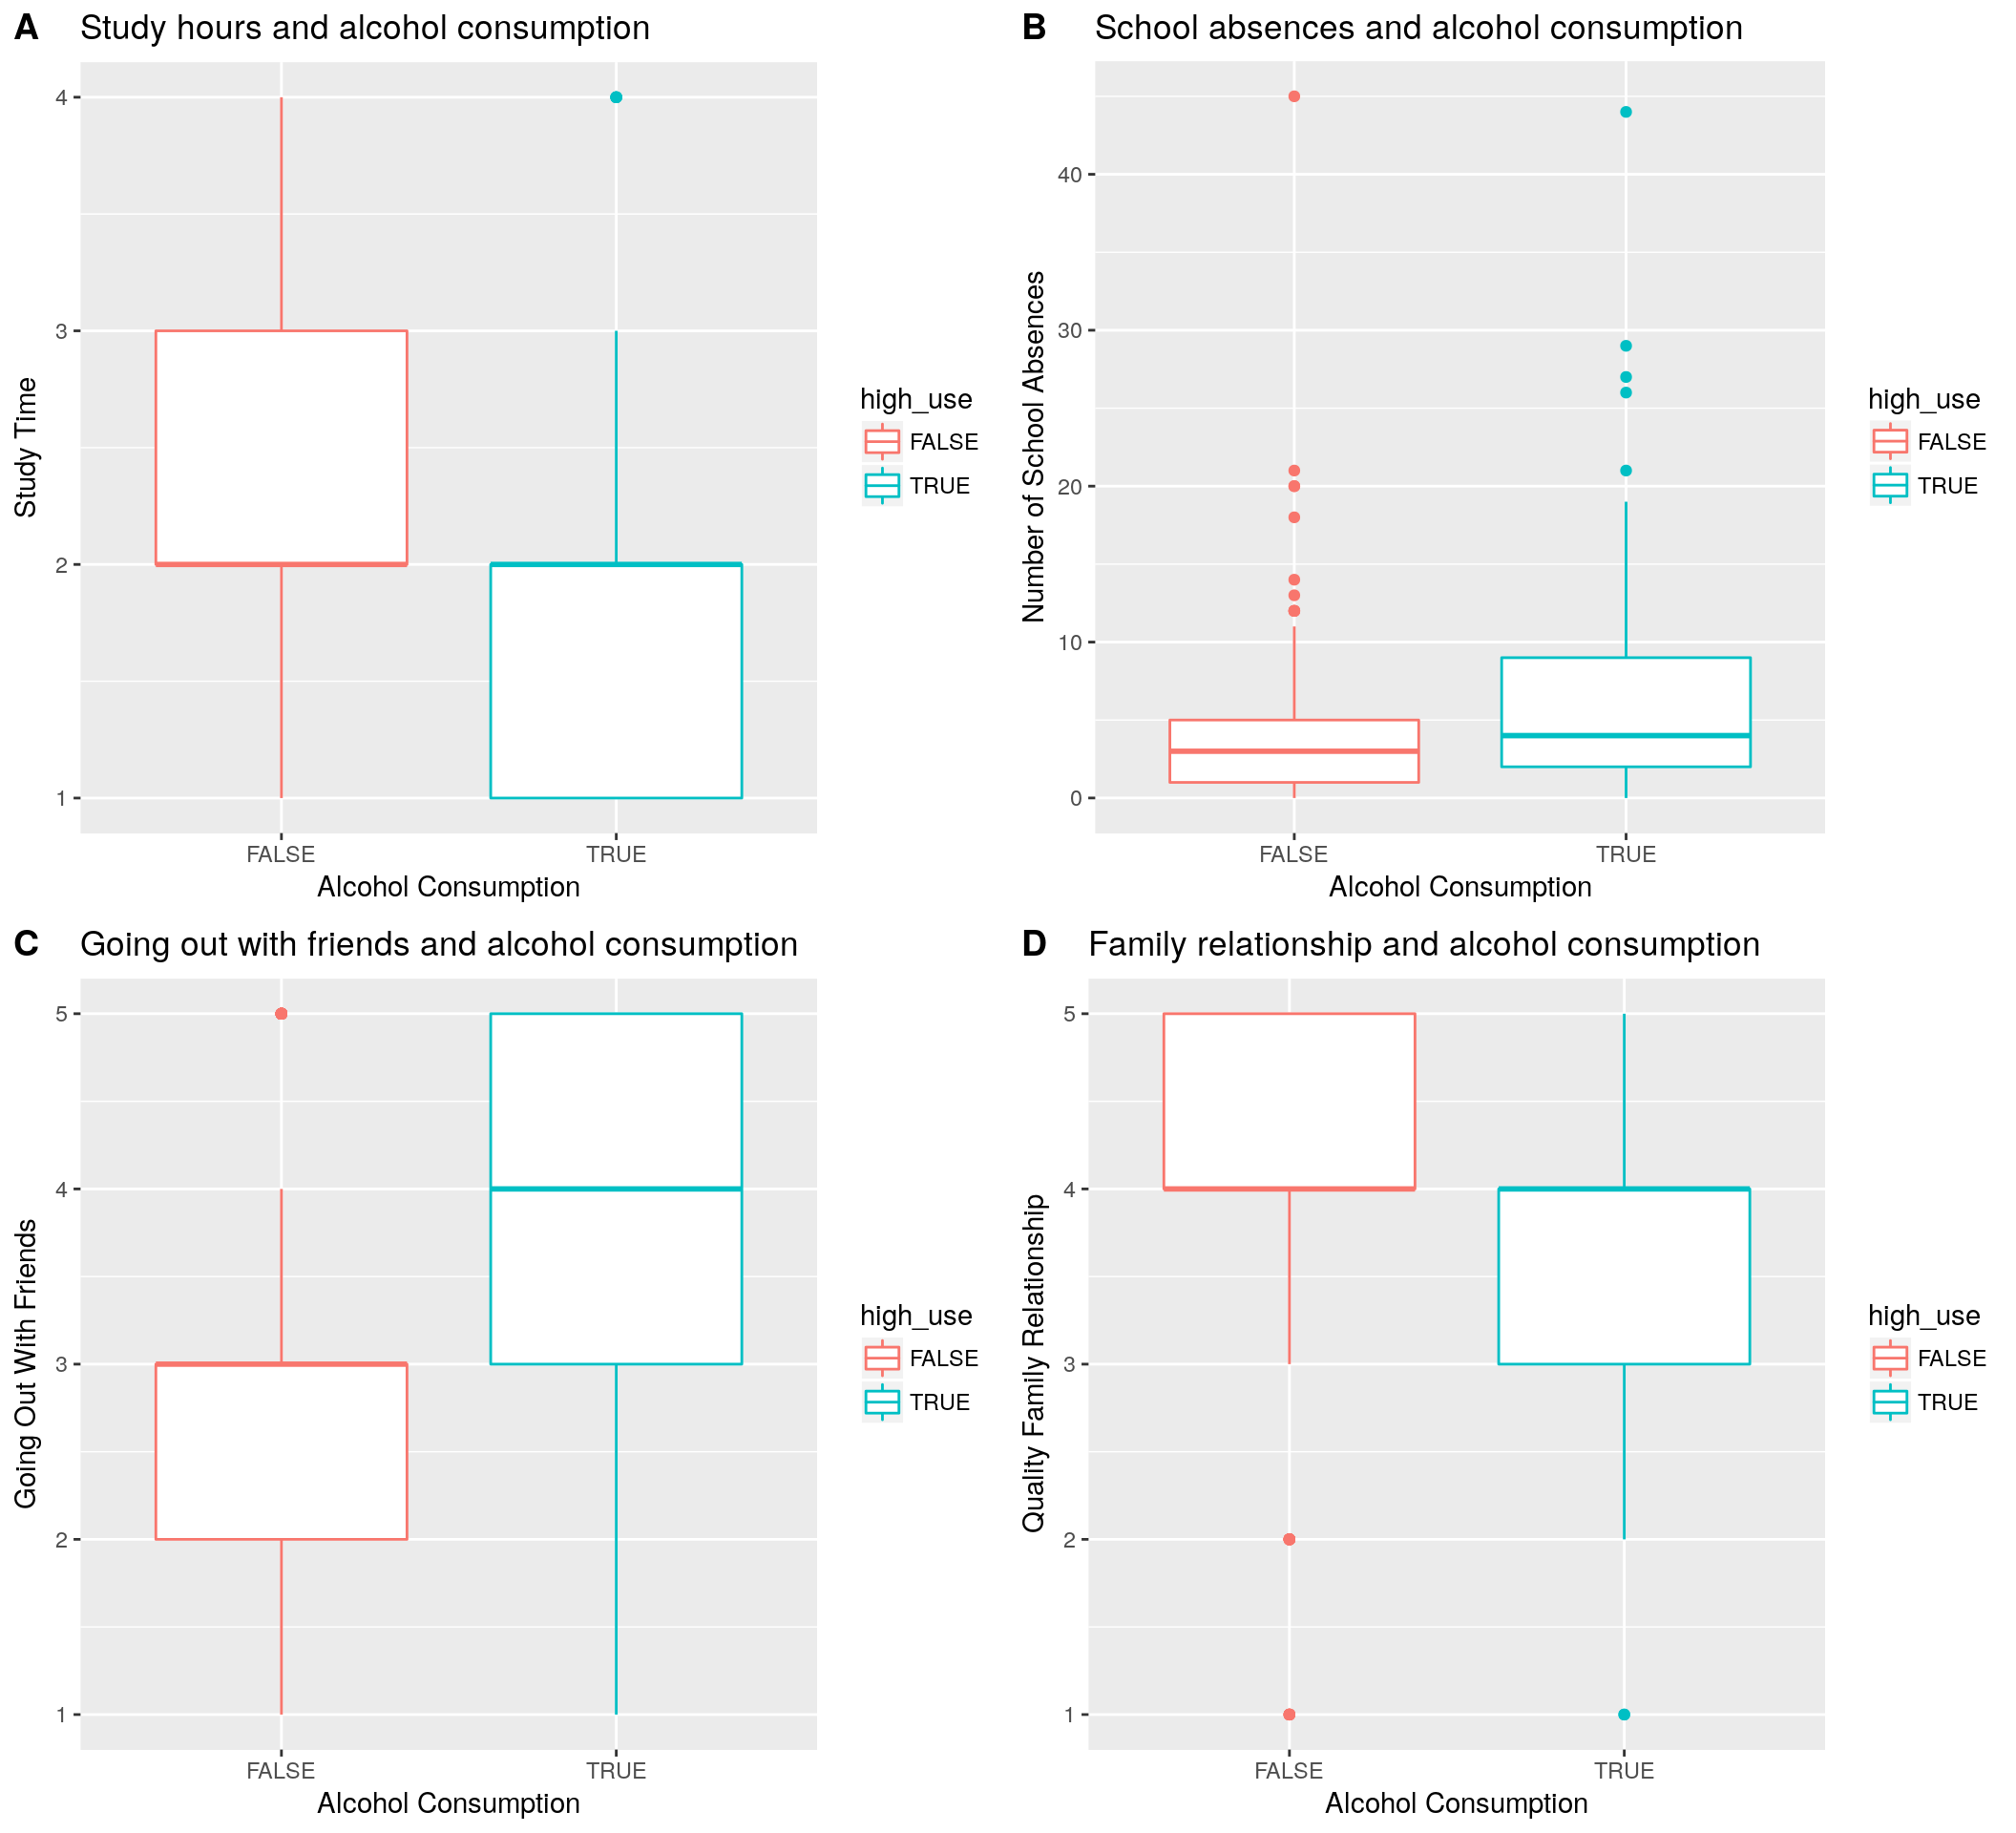 A Study hours and alcohol consumption
4
3
2
1
Study Time
FALSE TRUE
Alcohol Consumption
high_use
FALSE
TRUE
B School absences and alcohol consumption
40
30
20
10
0
Number of School Absences
FALSE TRUE
Alcohol Consumption
high_use
FALSE
TRUE
C Going out with friends and alcohol consumption
5
4
3
2
1
Going Out With Friends
FALSE TRUE
Alcohol Consumption
high_use
FALSE
TRUE
D Family relationship and alcohol consumption
5
4
3
2
1
Quality Family Relationship
FALSE TRUE
Alcohol Consumption
high_use
FALSE
TRUE